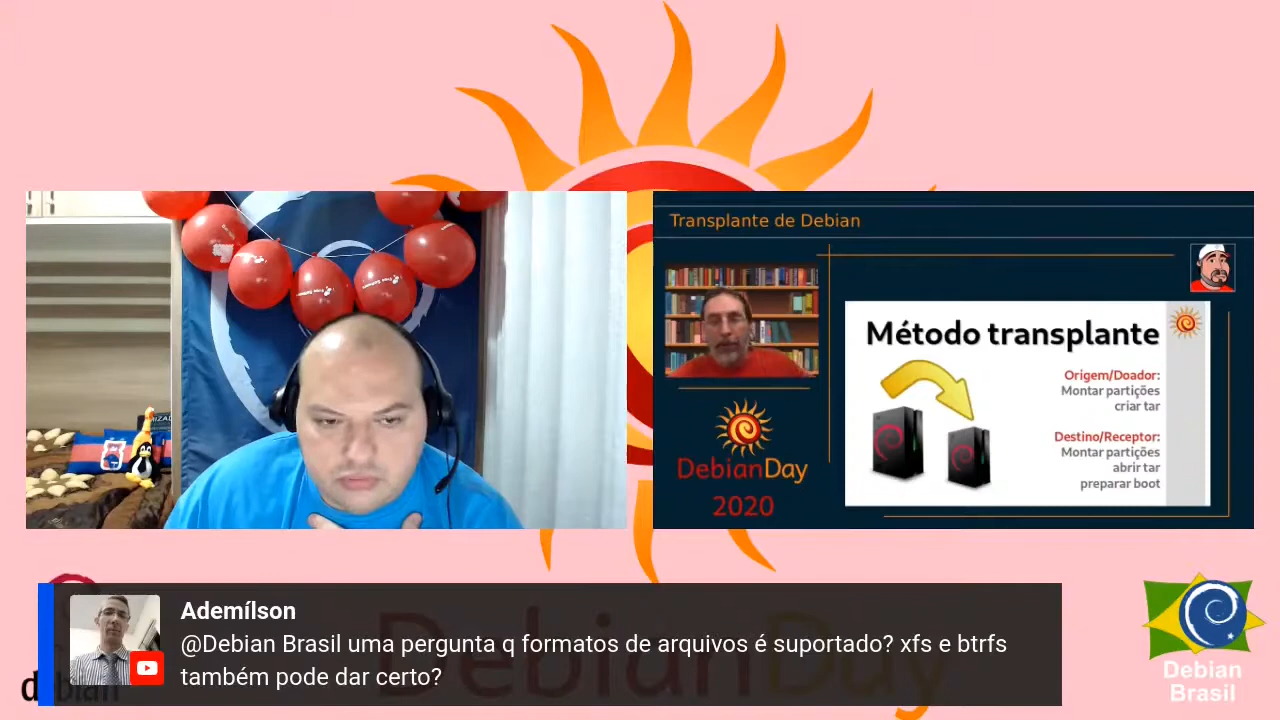 Transplante de Debian
Método transplante
Origem/Doador:
Montar partições
criar tar
Destino/Receptor:
Montar partições
abrir tar
preparar boot
DebianDay
2020
Ademílson
@Debian Brasil uma pergunta q formatos de arquivos é suportado? xfs e btrfs
também pode dar certo?
debian
DebianDay
Debian
Brasil